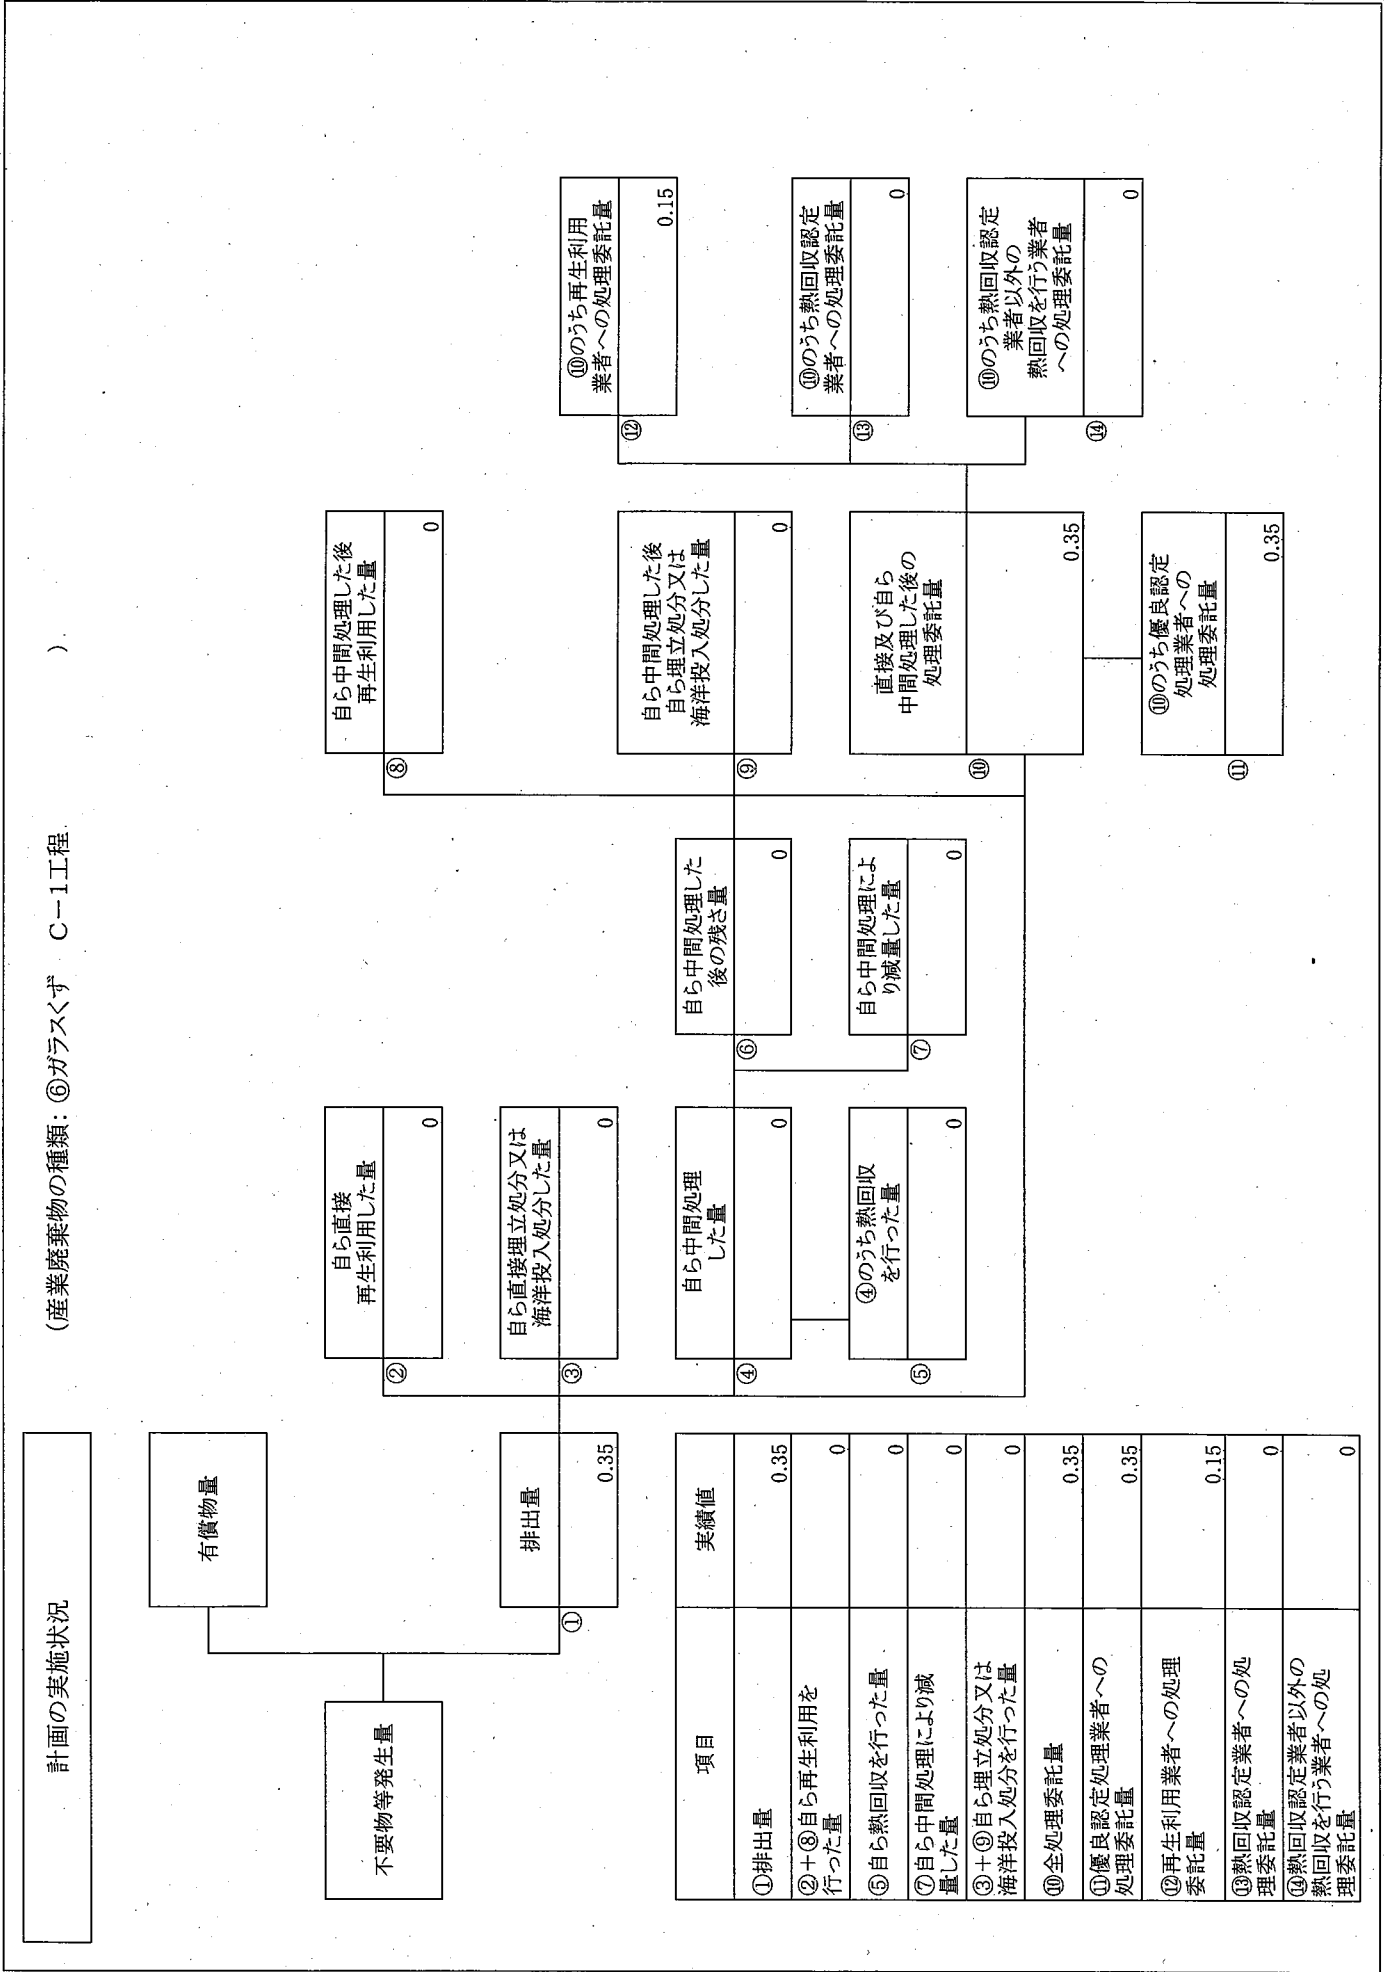 計画の実施状況
(産業廃棄物の種類：⑥ガラスくず　C－1工程　)
不要物等発生量
有償物量
排出量
①
0.35
自ら直接
再生利用した量
②
0
自ら直接埋立処分又は
海洋投入処分した量
③
0
自ら中間処理
した量
④
0
④のうち熱回収
を行った量
⑤
0
自ら中間処理した
後の残さ量
⑥
0
自ら中間処理によ
り減量した量
⑦
0
自ら中間処理した後
再生利用した量
⑧
0
自ら中間処理した後
自ら埋立処分又は
海洋投入処分した量
⑨
0
直接及び自ら
中間処理した後の
処理委託量
⑩
0.35
⑩のうち優良認定
処理業者への
処理委託量
⑪
0.35
⑩のうち再生利用
業者への処理委託量
⑫
0.15
⑩のうち熱回収認定
業者への処理委託量
⑬
0
⑩のうち熱回収認定
業者以外の
熱回収を行う業者
への処理委託量
⑭
0
項目　実績値
①排出量　0.35
②+⑧自ら再生利用を
行った量　0
⑤自ら熱回収を行った量　0
⑦自ら中間処理により減
量した量　0
③+⑨自ら埋立処分又は
海洋投入処分を行った量　0
⑩全処理委託量　0.35
⑪優良認定処理業者への
処理委託量　0.35
⑫再生利用業者への処理
委託量　0.15
⑬熱回収認定業者への処
理委託量　0
⑭熱回収認定業者以外の
熱回収を行う業者への処
理委託量　0